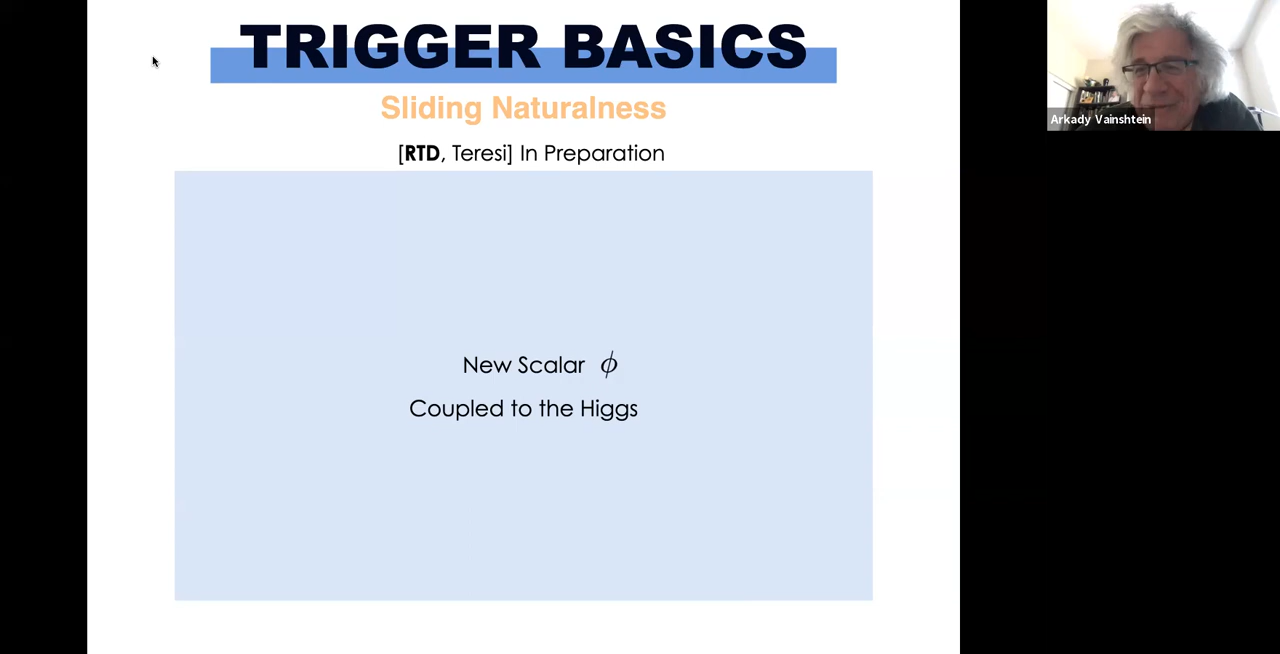 TRIGGER BASICS
Sliding Naturalness
[RTD, Teresi] In Preparation
New Scalar ϕ
Coupled to the Higgs
Arkady Vainshtein